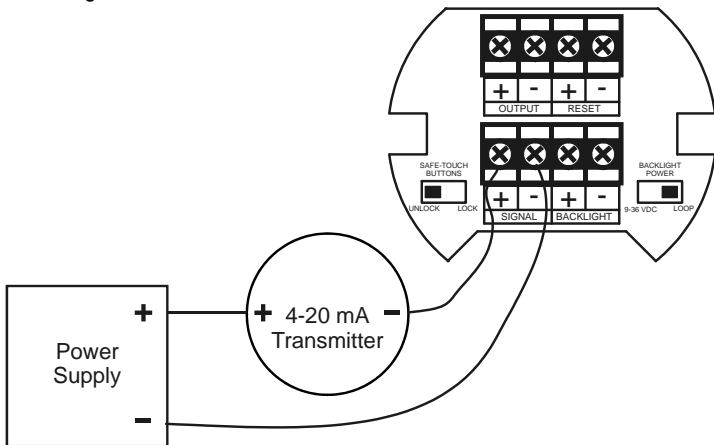 + - + -
OUTPUT RESET
SAFE-TOUCH
BUTTONS
UNLOCK LOCK
+ - + -
SIGNAL BACKLIGHT
BACKLIGHT
POWER
9-36 VDC LOOP
+ 4-20 mA -
Transmitter
+
Power
Supply
-